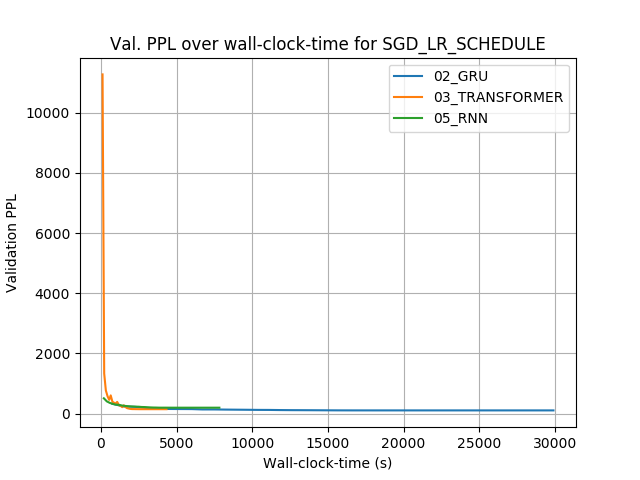 Val. PPL over wall-clock-time for SGD_LR_SCHEDULE
02_GRU
03_TRANSFORMER
05_RNN
Validation PPL
10000
8000
6000
4000
2000
0
0 5000 10000 15000 20000 25000 30000
Wall-clock-time (s)